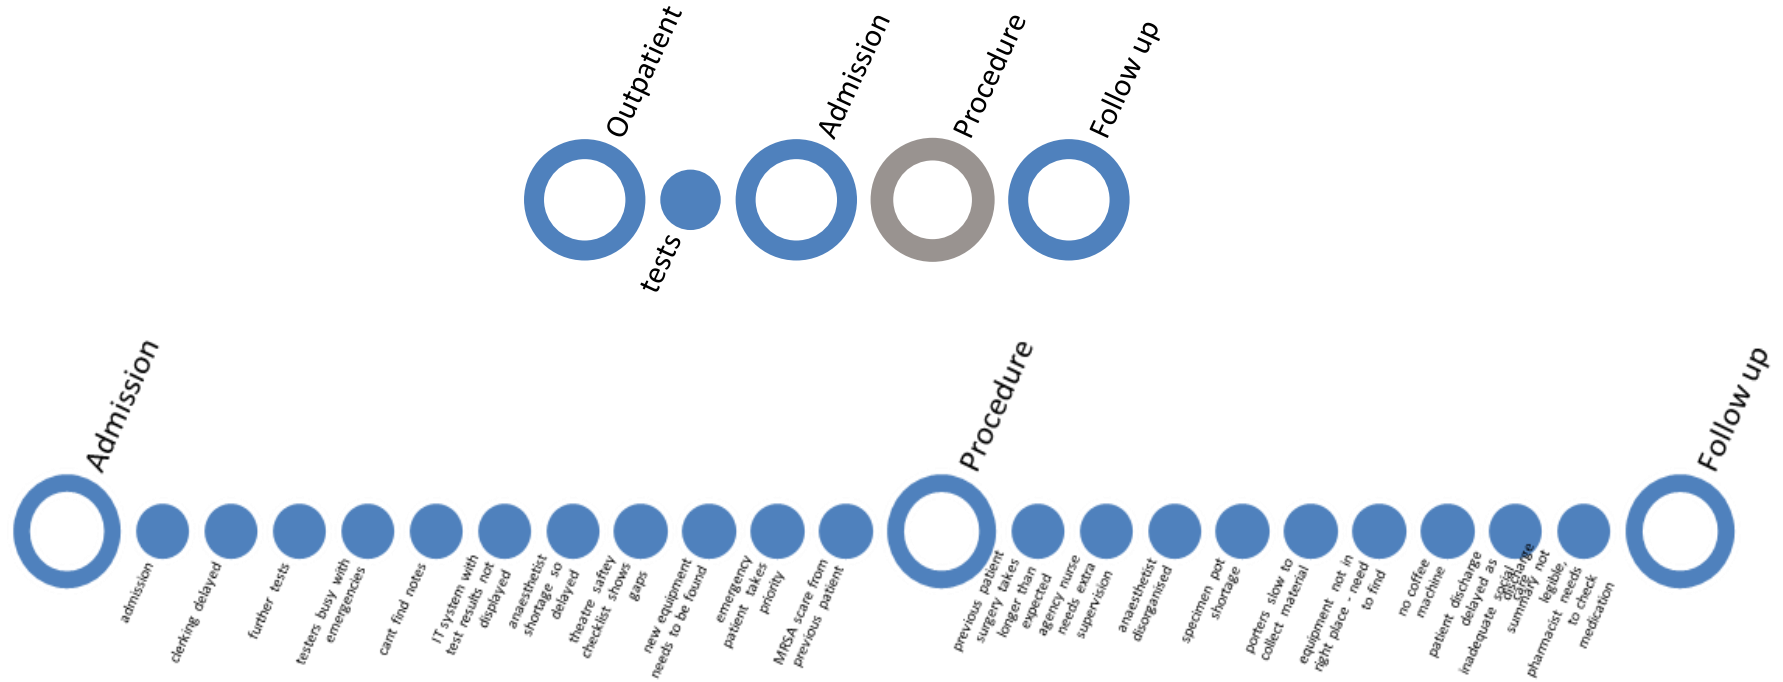 Outpatient
tests
Admission
Procedure
Follow up
Admission
admission
clerking delayed
further tests
testers busy with
emergencies
cant find notes
IT system with
test results not
displayed
anaesthetist
shortage so
delayed
theatre saftey
checklist shows
gaps
new equipment
needs to be found
emergency
patient takes
priority
MRSA scare from
previous patient
Procedure
previous patient
surgery takes
longer than
expected
agency nurse
needs extra
supervision
anaesthetist
disorganised
specimen pot
shortage
porters slow to
collect material
equipment not in
right place - need
to find
no coffee
machine
patient discharge
delayed as
social
care
inadequate discharge
summary not
legible,
pharmacist needs
to check
medication
Follow up